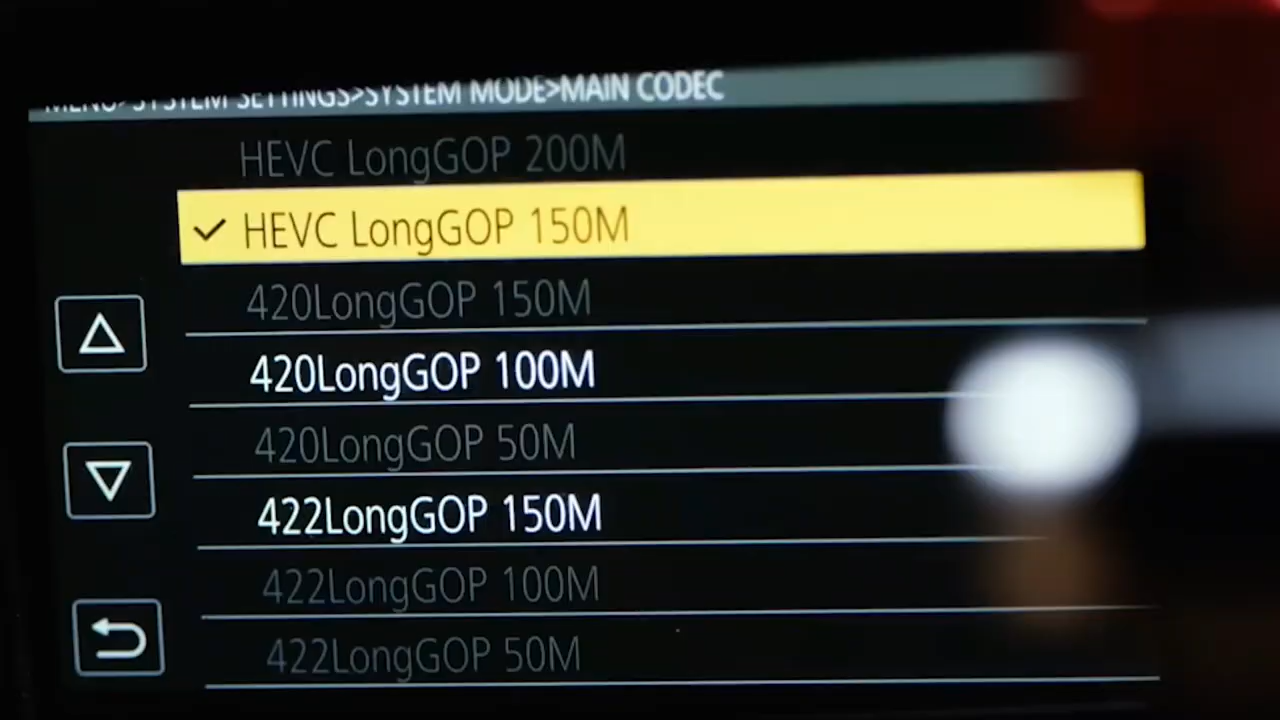 MENU>SYSTEM SETTINGS>SYSTEM MODE>MAIN CODEC
HEVC LongGOP 200M
HEVC LongGOP 150M
420LongGOP 150M
420LongGOP 100M
420LongGOP 50M
422LongGOP 150M
422LongGOP 100M
422LongGOP 50M